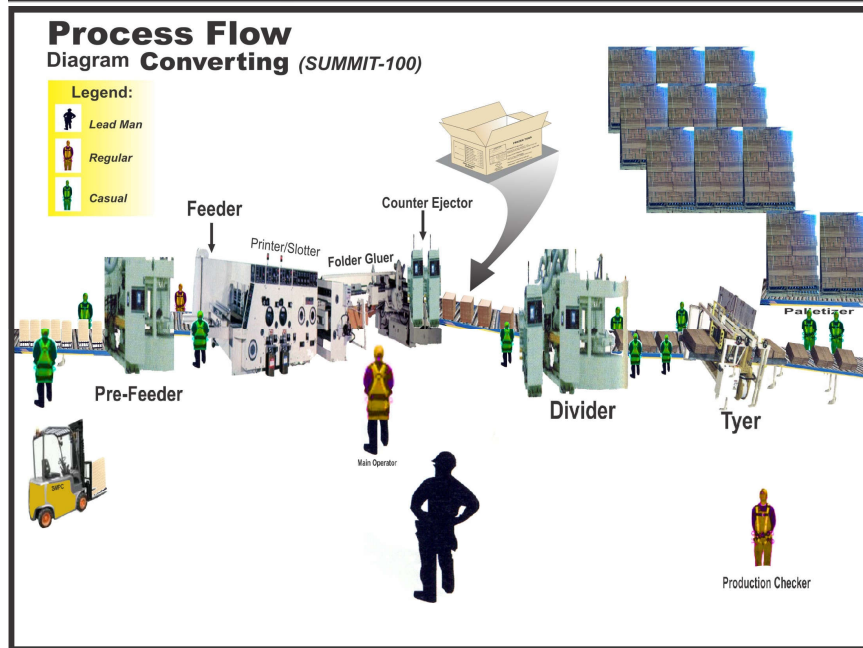 Process Flow
Diagram Converting (SUMMIT-100)
Legend:
Lead Man
Regular
Casual
Feeder
Printer/Slotter
Folder Gluer
Counter Ejector
Pre-Feeder
Divider
Tyer
Palletizer
Main Operator
Production Checker